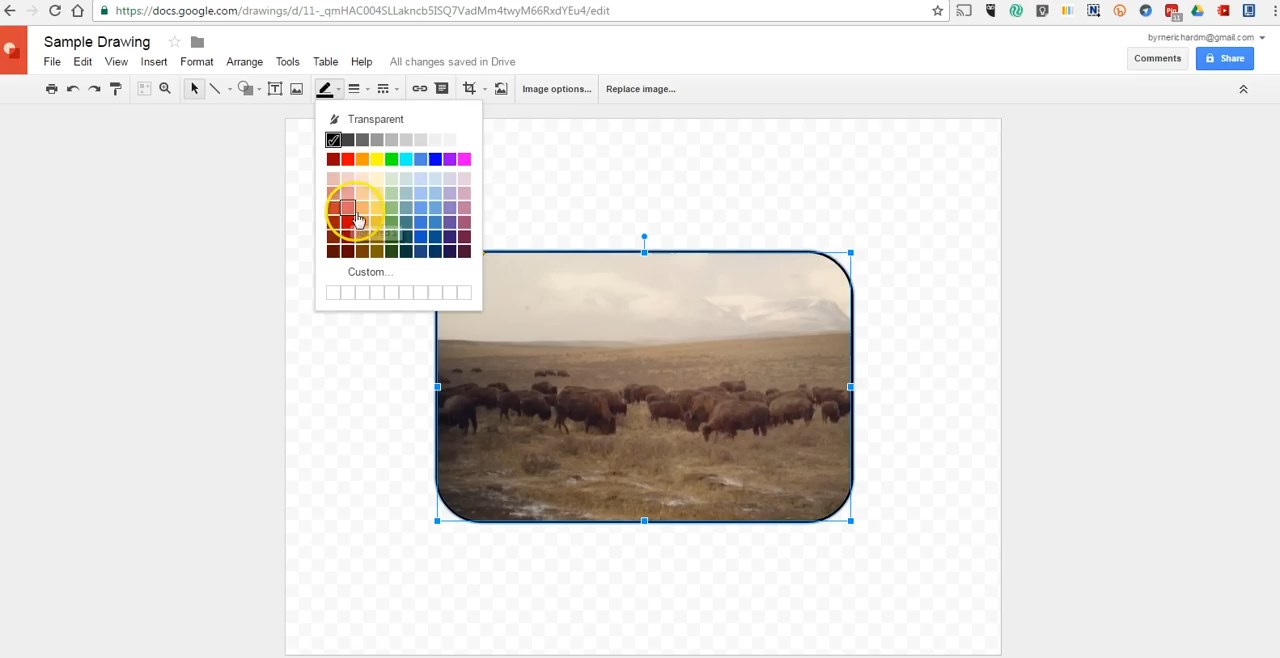 https://docs.google.com/drawings/d/11-_qmHAC004SLLakncb5ISQ7VadMm4twyM66RxdYEu4/edit
11
Sample Drawing
byrnerichardm@gmail.com
File Edit View Insert Format Arrange Tools Table Help All changes saved in Drive
Comments
Share
Image options...
Replace image...
Transparent
Custom...